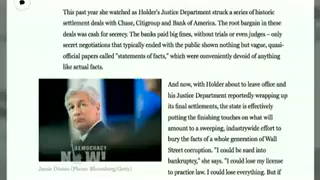 This past year she watched as Holder's Justice Department struck a series of historic
settlement deals with Chase, Citigroup and Bank of America. The root bargain in these
deals was cash for secrecy. The banks paid big fines, without trials or even judges – only
secret negotiations that typically ended with the public shown nothing but vague, quasi-
official papers called "statements of facts," which were conveniently devoid of anything
like actual facts.
And now, with Holder about to leave office and
his Justice Department reportedly wrapping up
its final settlements, the state is effectively
putting the finishing touches on what will
amount to a sweeping, industrywide effort to
bury the facts of a whole generation of Wall
Street corruption. "I could be sued into
bankruptcy," she says. "I could lose my license
to practice law. I could lose everything. But if
DEMOCRACY
NOW!
Jamie Dimon (Photo: Bloomberg/Getty)